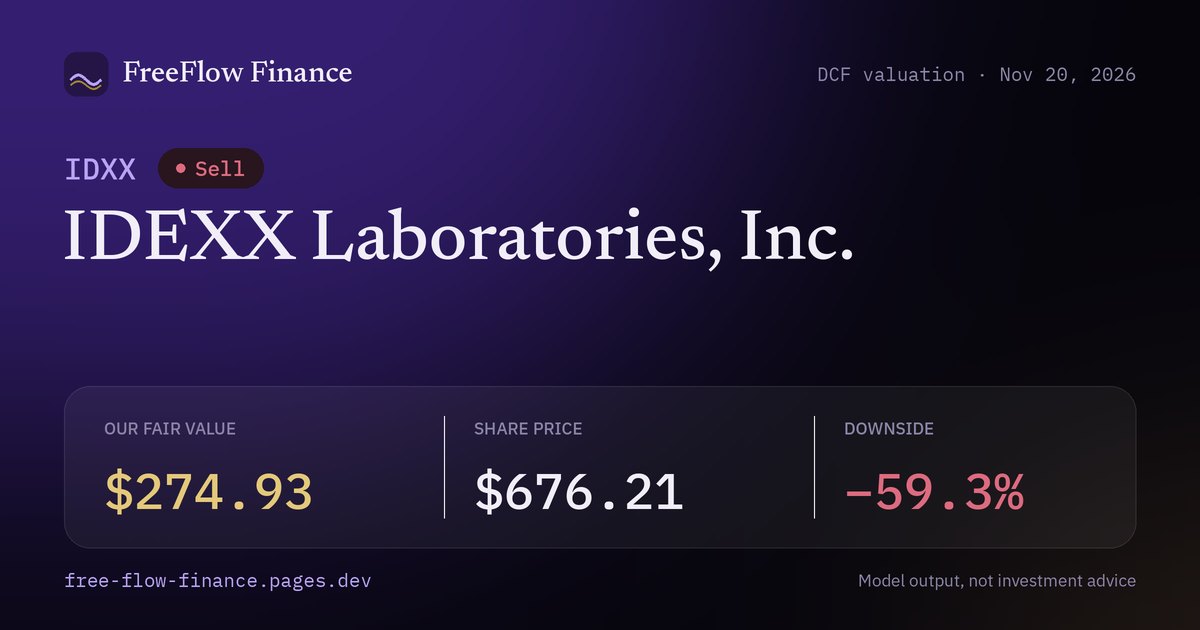 FreeFlow Finance
DCF valuation · Nov 20, 2026
IDXX
Sell
IDEXX Laboratories, Inc.
OUR FAIR VALUE
$274.93
SHARE PRICE
$676.21
DOWNSIDE
−59.3%
free-flow-finance.pages.dev
Model output, not investment advice